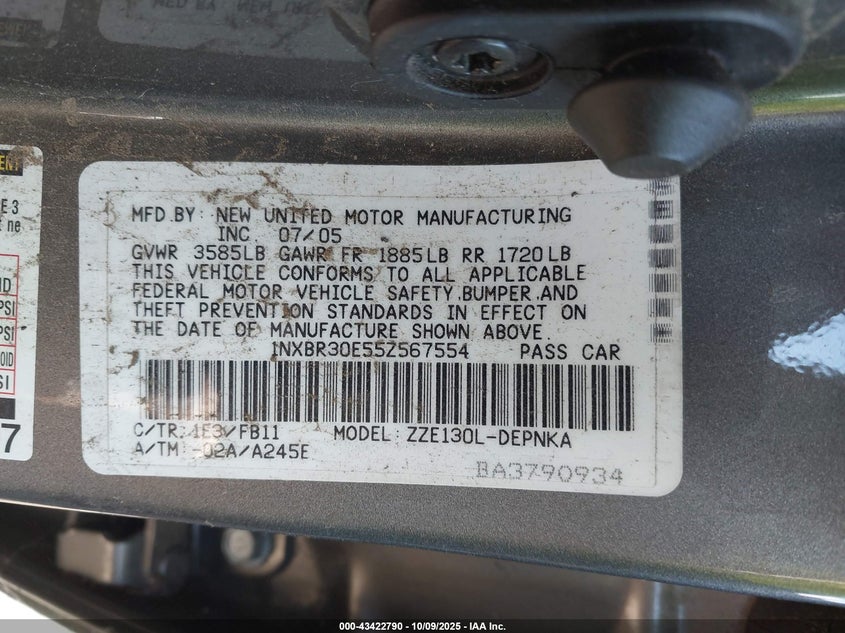 MFD.BY: NEW UNITED MOTOR MANUFACTURING
INC 07/05
GVWR 3585LB GAWR FR 1885LB RR 1720LB
THIS VEHICLE CONFORMS TO ALL APPLICABLE
FEDERAL MOTOR VEHICLE SAFETY,BUMPER,AND
THEFT PREVENTION STANDARDS IN EFFECT ON
THE DATE OF MANUFACTURE SHOWN ABOVE.
1NXBR30E55Z567554 PASS CAR
C/TR:1E3/FB11 MODEL:ZZE130L-DEPNKA
A/TM:-02A/A245E
BA3790934
000-43422790 - 10/09/2025 - IAA Inc.